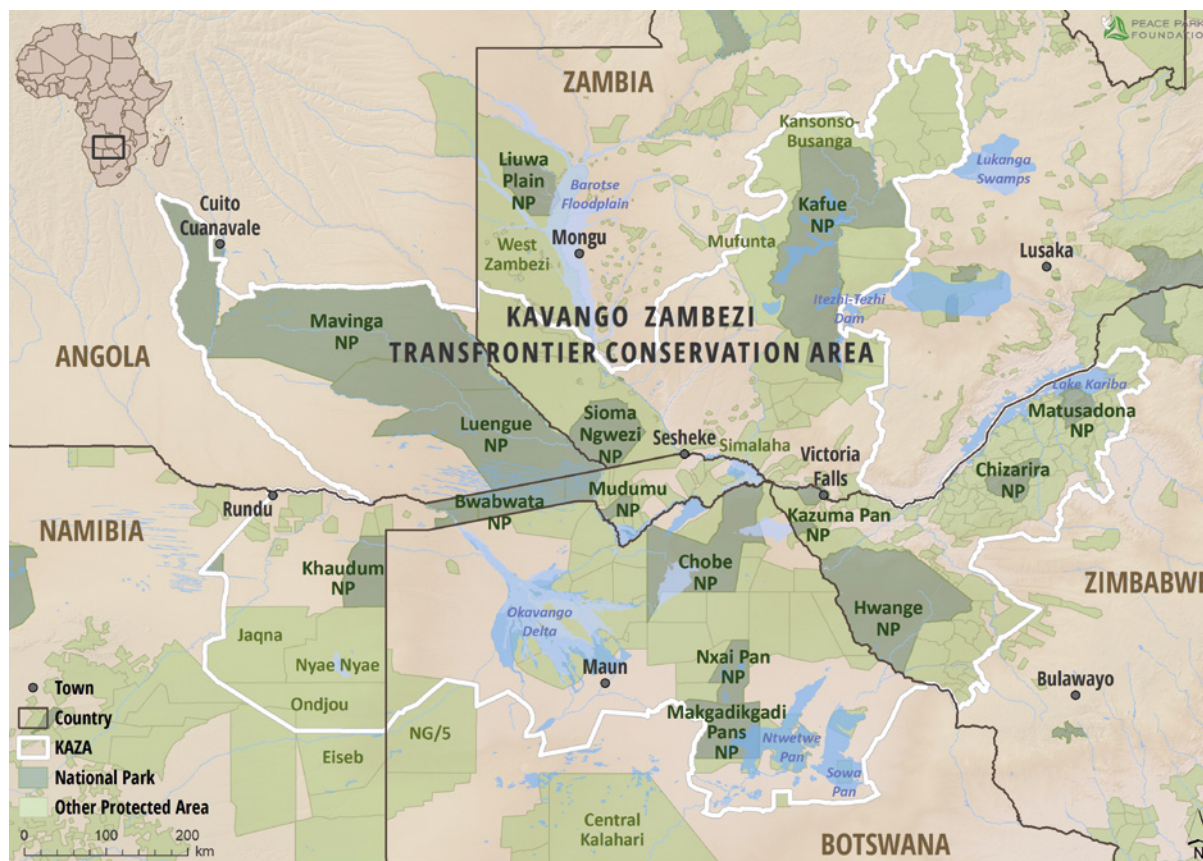 PEACE PARKS
FOUNDATION
ZAMBIA
Kansonso-
Busanga
Liuwa
Plain
NP
Barotse
Floodplain
Lukanga
Swamps
Cuito
Cuanavale
Kafue
NP
West
Zambezi
Mongu
Mufunta
Lusaka
Itezhi-Tezhi
Dam
Mavinga
NP
KAVANGO ZAMBEZI
TRANSFRONTIER CONSERVATION AREA
ANGOLA
Lake Kariba
Matusadona
NP
Luengue
NP
Sioma
Ngwezi
NP
Sesheke
Simalaha
Victoria
Falls
Chizarira
NP
Rundu
Bwabwata
NP
Mudumu
NP
Kazuma Pan
NP
NAMIBIA
Khaudum
NP
Chobe
NP
ZIMBABWE
Hwange
NP
Okavango
Delta
Jaqna
Nyae Nyae
Nxai Pan
NP
Maun
Bulawayo
Ondjou
Makgadikgadi
Pans
NP
NG/5
Ntwetwe
Pan
Eiseb
Sowa
Pan
Central
Kalahari
BOTSWANA
Town
Country
KAZA
National Park
Other Protected Area
0 100 200
km
N